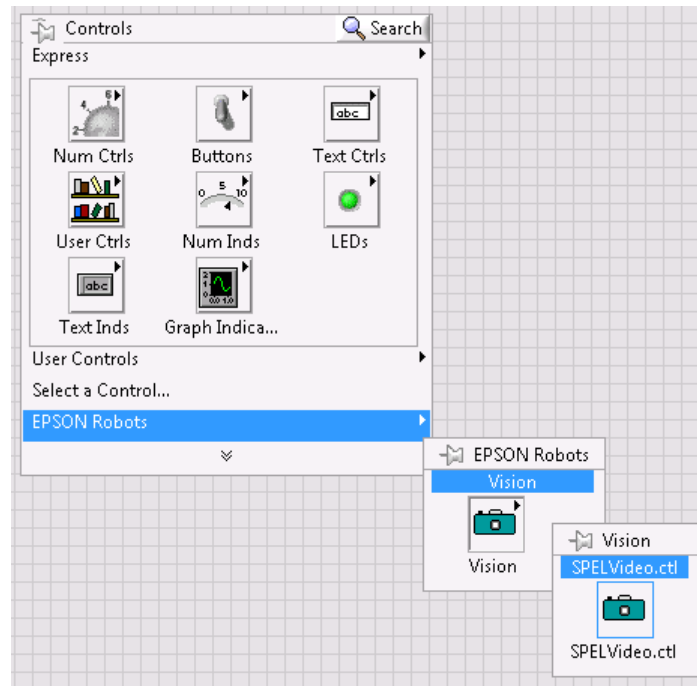 Controls
Search
Express
Num Ctrls
Buttons
Text Ctrls
User Ctrls
Num Inds
LEDs
Text Inds
Graph Indica...
User Controls
Select a Control...
EPSON Robots
EPSON Robots
Vision
Vision
Vision
SPELVideo.ctl
SPELVideo.ctl